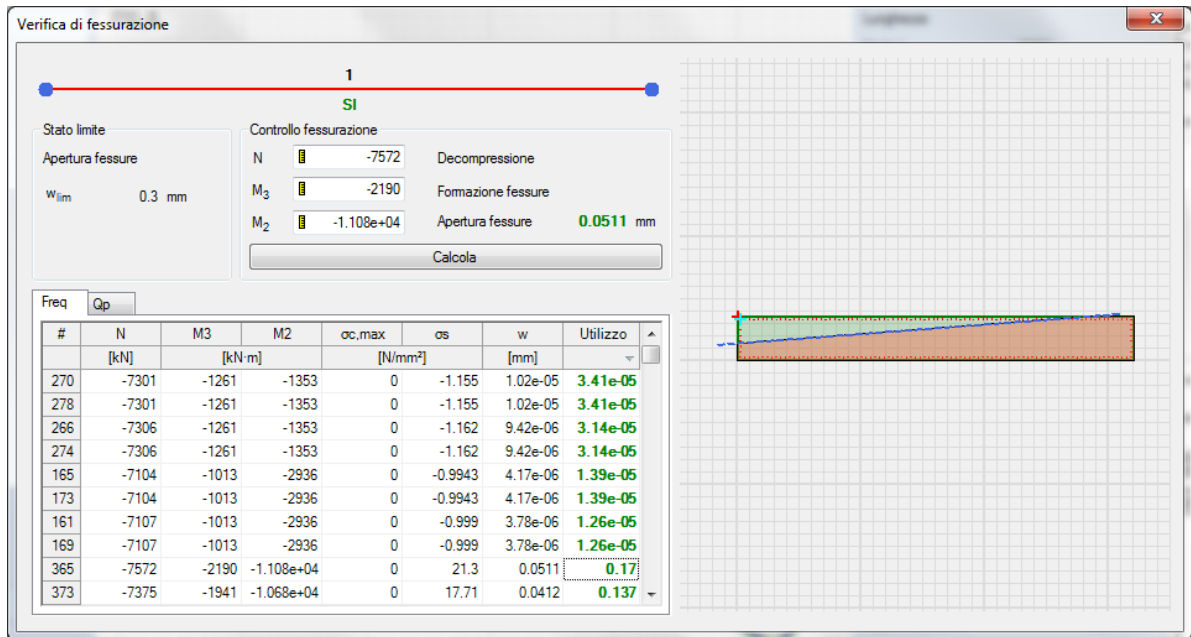 Verifica di fessurazione
1
SI
Stato limite
Apertura fessure
wlim 0.3 mm
Controllo fessurazione
N -7572 Decompressione
M3 -2190 Formazione fessure
M2 -1.108e+04 Apertura fessure 0.0511 mm
Calcola
Freq Qp
# N M3 M2 σc,max σs w Utilizzo
[kN] [kN·m] [N/mm²] [mm]
270 -7301 -1261 -1353 0 -1.155 1.02e-05 3.41e-05
278 -7301 -1261 -1353 0 -1.155 1.02e-05 3.41e-05
266 -7306 -1261 -1353 0 -1.162 9.42e-06 3.14e-05
274 -7306 -1261 -1353 0 -1.162 9.42e-06 3.14e-05
165 -7104 -1013 -2936 0 -0.9943 4.17e-06 1.39e-05
173 -7104 -1013 -2936 0 -0.9943 4.17e-06 1.39e-05
161 -7107 -1013 -2936 0 -0.999 3.78e-06 1.26e-05
169 -7107 -1013 -2936 0 -0.999 3.78e-06 1.26e-05
365 -7572 -2190 -1.108e+04 0 21.3 0.0511 0.17
373 -7375 -1941 -1.068e+04 0 17.71 0.0412 0.137